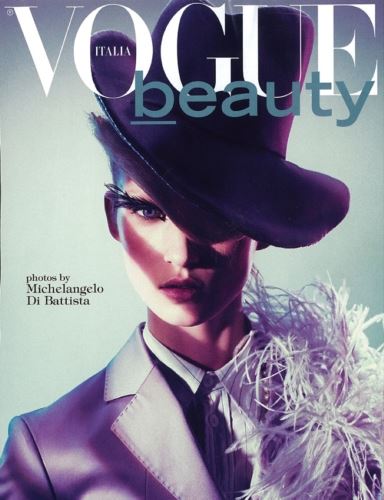 ®
VOGUE
ITALIA
beauty
photos by
Michelangelo
Di Battista